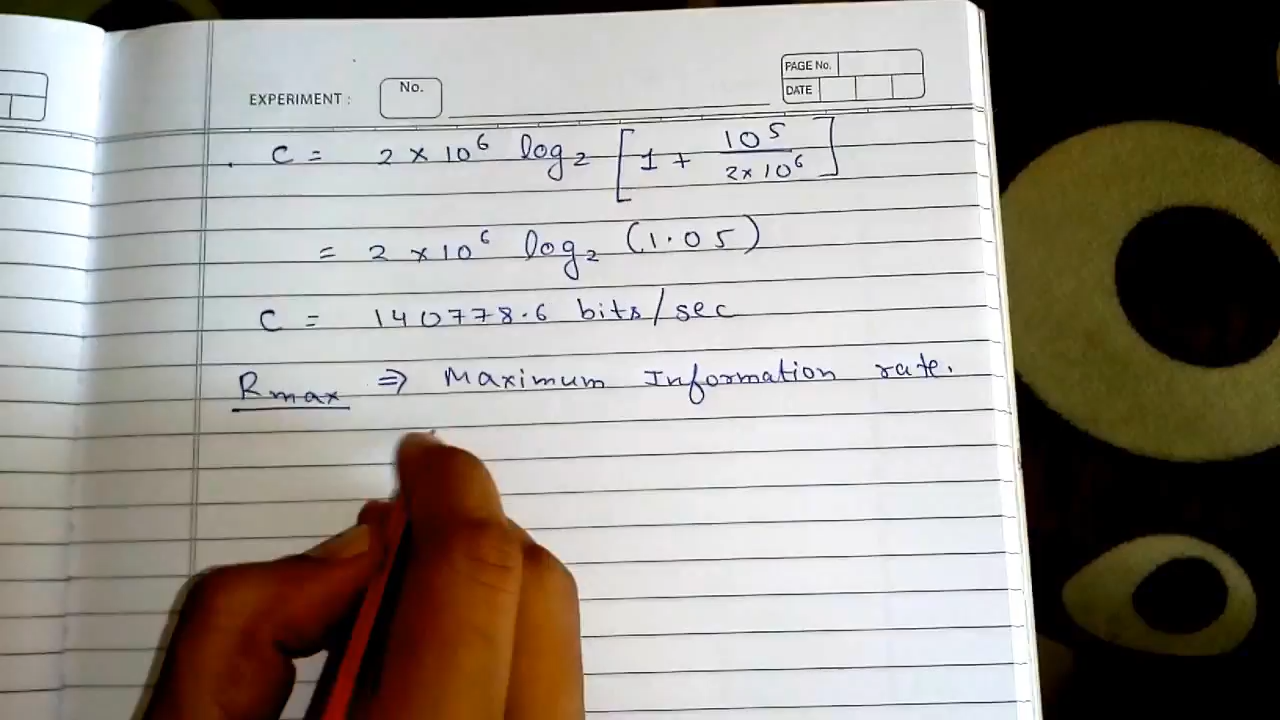 PAGE No.
EXPERIMENT : No.
DATE
C = 2 × 10⁶ log₂ [1 + 10⁵ / 2×10⁶]
= 2 × 10⁶ log₂ (1.05)
C = 140778.6 bits/sec
Rmax ⇒ Maximum Information rate.